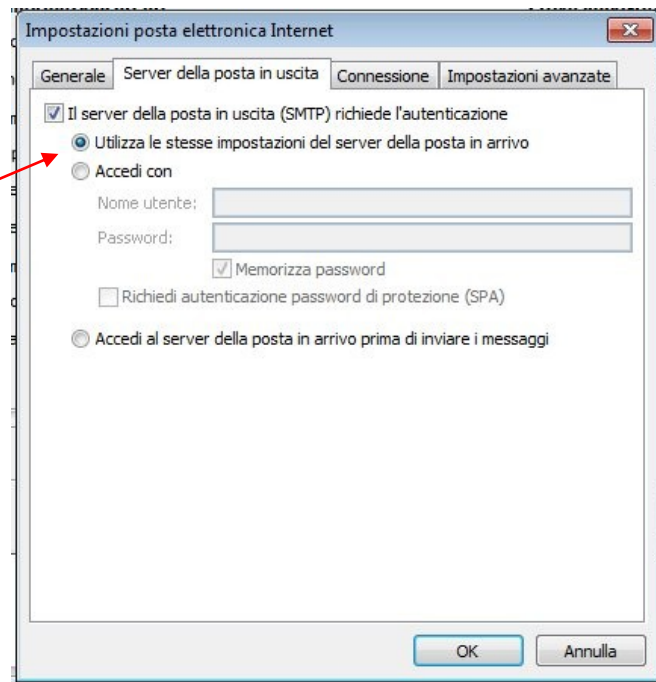 Impostazioni posta elettronica Internet
Generale Server della posta in uscita Connessione Impostazioni avanzate
Il server della posta in uscita (SMTP) richiede l'autenticazione
Utilizza le stesse impostazioni del server della posta in arrivo
Accedi con
Nome utente:
Password:
Memorizza password
Richiedi autenticazione password di protezione (SPA)
Accedi al server della posta in arrivo prima di inviare i messaggi
OK Annulla